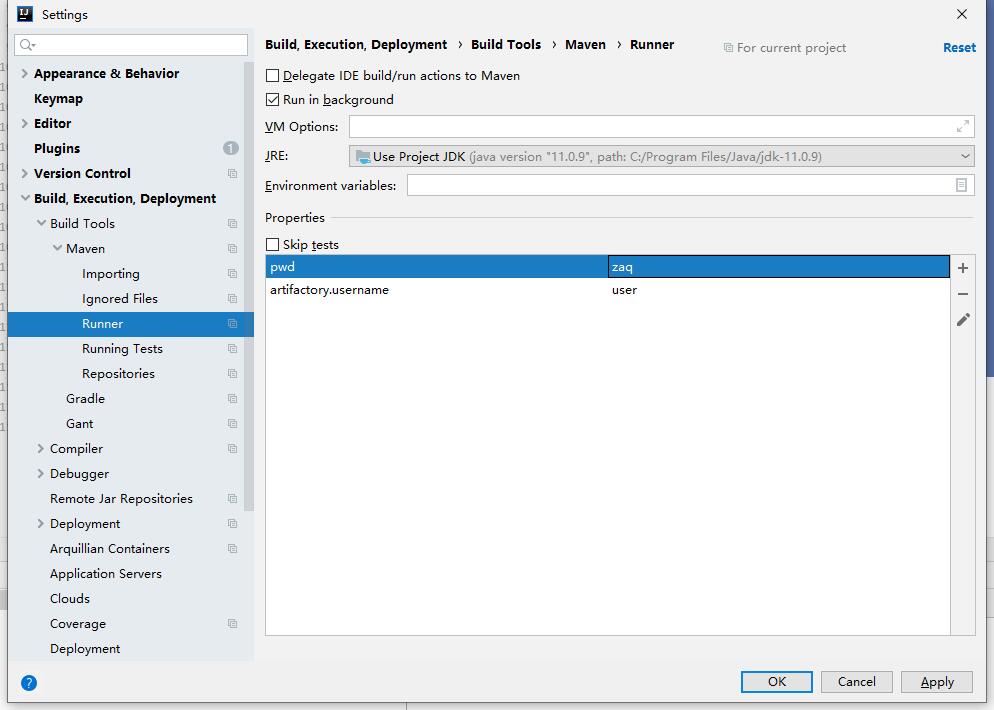 Settings
Appearance & Behavior
Keymap
Editor
Plugins 1
Version Control
Build, Execution, Deployment
Build Tools
Maven
Importing
Ignored Files
Runner
Running Tests
Repositories
Gradle
Gant
Compiler
Debugger
Remote Jar Repositories
Deployment
Arquillian Containers
Application Servers
Clouds
Coverage
Deployment
Build, Execution, Deployment › Build Tools › Maven › Runner For current project Reset
Delegate IDE build/run actions to Maven
Run in background
VM Options:
JRE: Use Project JDK (java version "11.0.9", path: C:/Program Files/Java/jdk-11.0.9)
Environment variables:
Properties
Skip tests
pwd zaq
artifactory.username user
? OK Cancel Apply